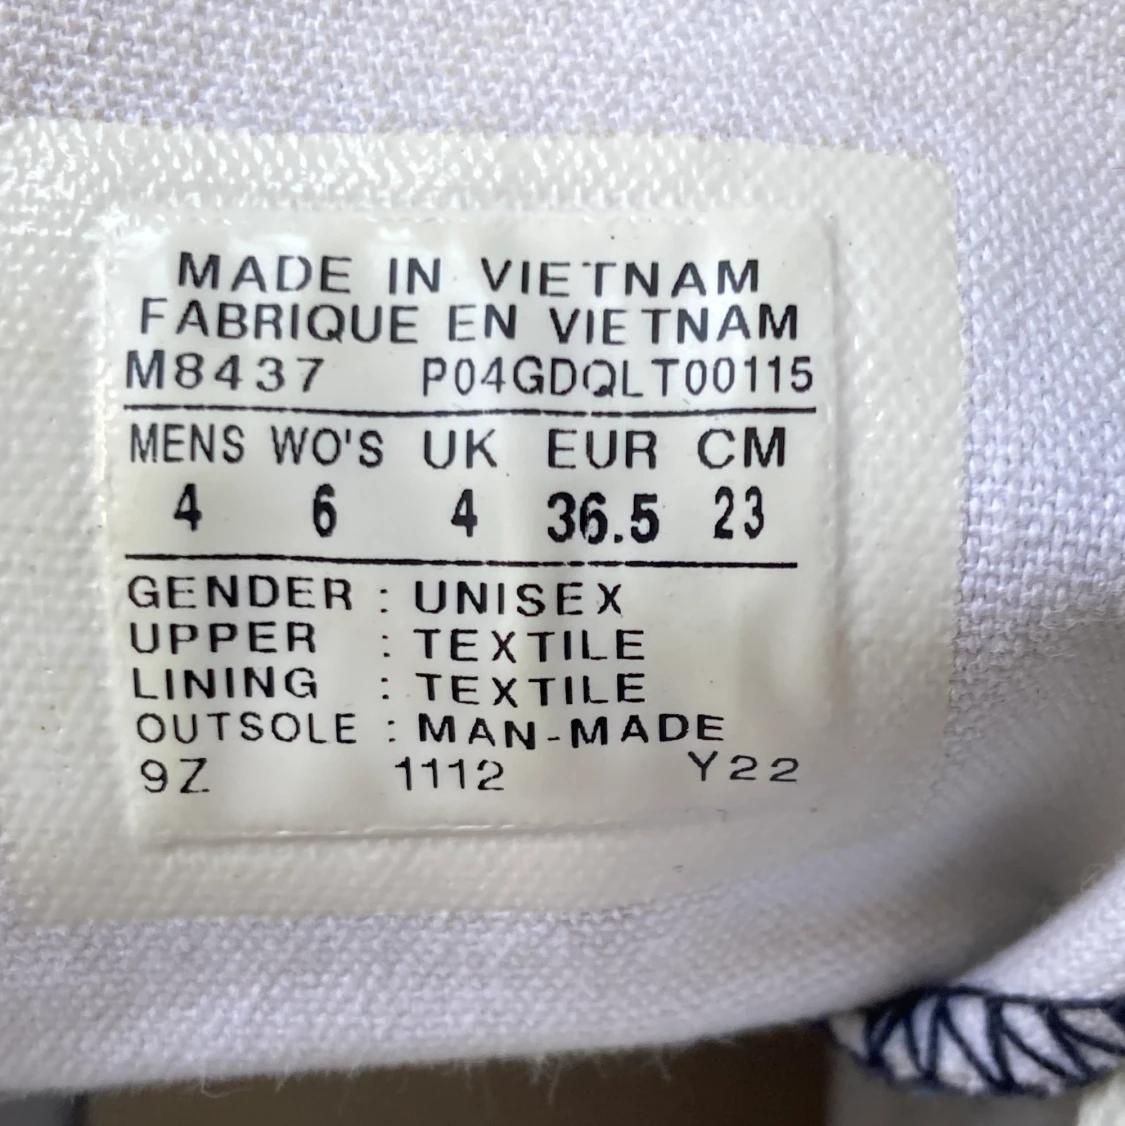 MADE IN VIETNAM
FABRIQUE EN VIETNAM
M8437 P04GDQLT00115
MENS WO'S UK EUR CM
4 6 4 36.5 23
GENDER : UNISEX
UPPER : TEXTILE
LINING : TEXTILE
OUTSOLE : MAN-MADE
9Z 1112 Y22